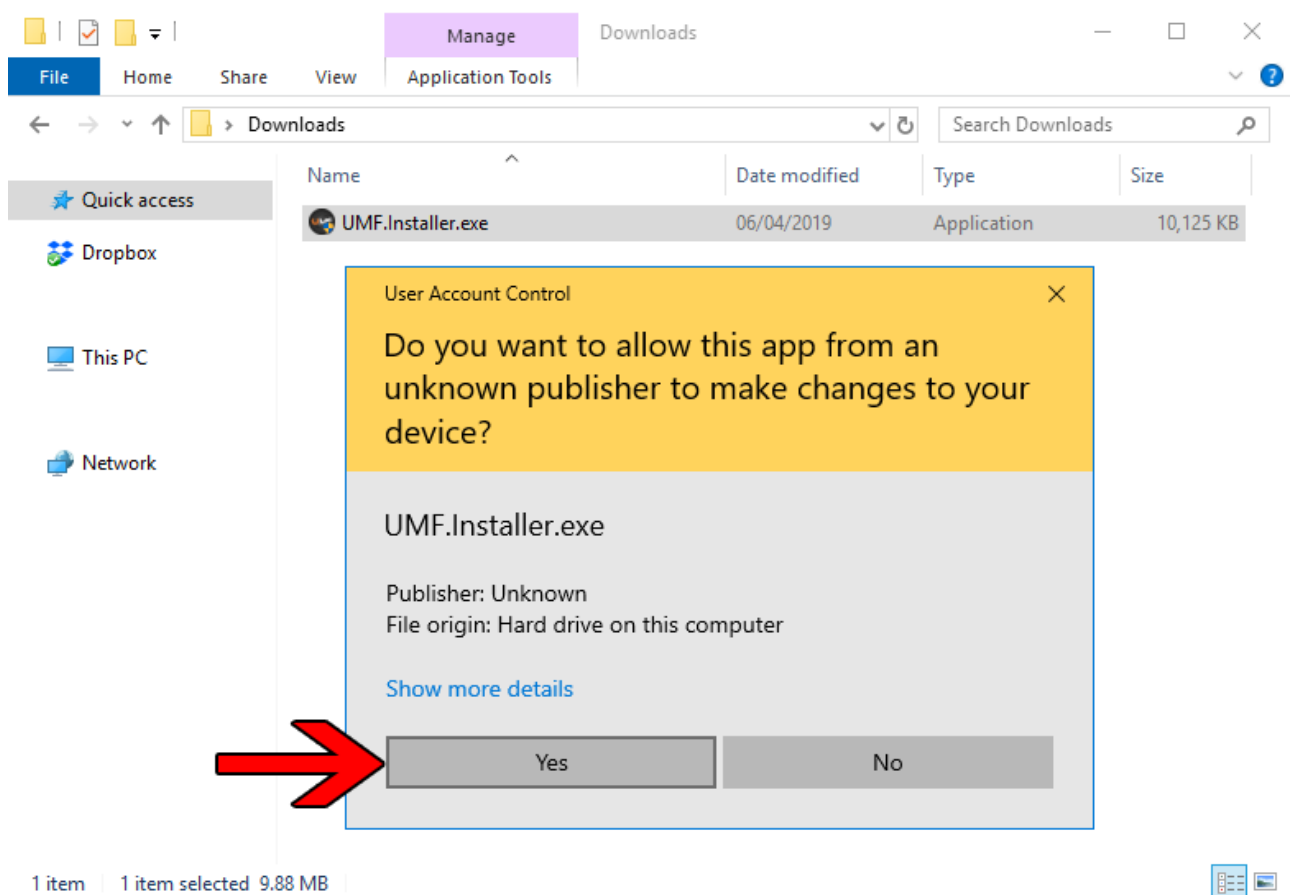 Manage Downloads
File Home Share View Application Tools
Downloads Search Downloads
Name Date modified Type Size
Quick access
UMF.Installer.exe 06/04/2019 Application 10,125 KB
Dropbox
User Account Control
Do you want to allow this app from an
unknown publisher to make changes to your
device?
This PC
Network
UMF.Installer.exe
Publisher: Unknown
File origin: Hard drive on this computer
Show more details
Yes No
1 item 1 item selected 9.88 MB